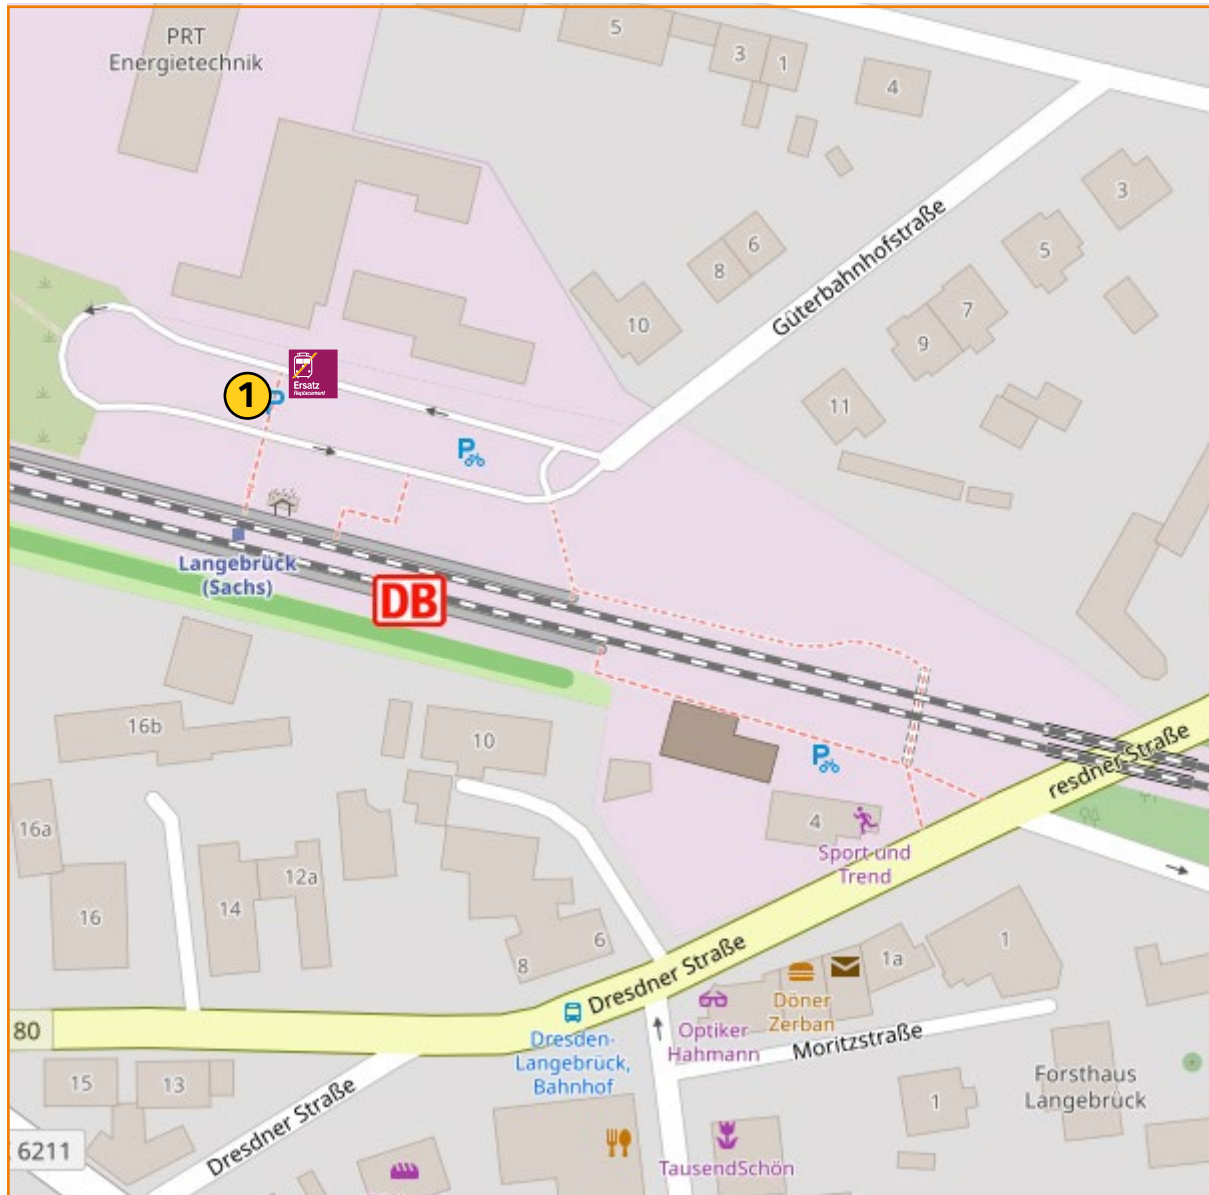 PRT
Energietechnik
5
3
1
4
3
5
6
8
7
10
9
11
Güterbahnhofstraße
Ersatz
Replacement
1
P
P
Langebrück
(Sachs)
DB
16b
10
P
resdner Straße
16a
4
Sport und
Trend
12a
14
16
6
8
1
1a
Dresdner Straße
80
Dresden-
Langebrück,
Bahnhof
Optiker
Hahmann
Döner
Zerban
Moritzstraße
15
13
Dresdner Straße
Forsthaus
Langebrück
1
6211
TausendSchön